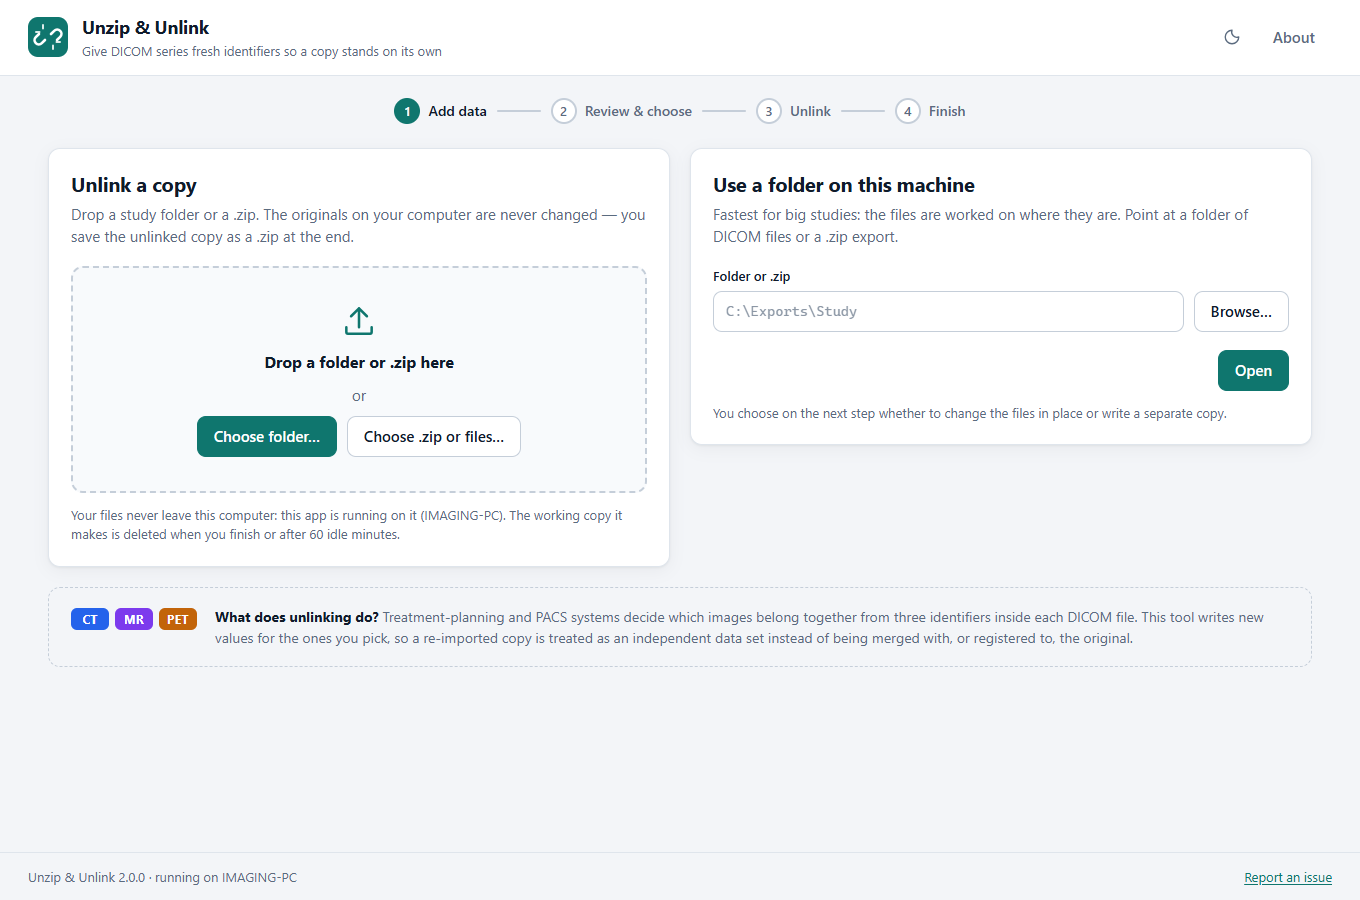 Unzip & Unlink
Give DICOM series fresh identifiers so a copy stands on its own
About
1 Add data
2 Review & choose
3 Unlink
4 Finish
Unlink a copy
Drop a study folder or a .zip. The originals on your computer are never changed — you
save the unlinked copy as a .zip at the end.
Drop a folder or .zip here
or
Choose folder...
Choose .zip or files...
Your files never leave this computer: this app is running on it (IMAGING-PC). The working copy it
makes is deleted when you finish or after 60 idle minutes.
Use a folder on this machine
Fastest for big studies: the files are worked on where they are. Point at a folder of
DICOM files or a .zip export.
Folder or .zip
C:\Exports\Study
Browse...
Open
You choose on the next step whether to change the files in place or write a separate copy.
CT MR PET
What does unlinking do? Treatment-planning and PACS systems decide which images belong together from three identifiers inside each DICOM file. This tool writes new
values for the ones you pick, so a re-imported copy is treated as an independent data set instead of being merged with, or registered to, the original.
Unzip & Unlink 2.0.0 · running on IMAGING-PC
Report an issue